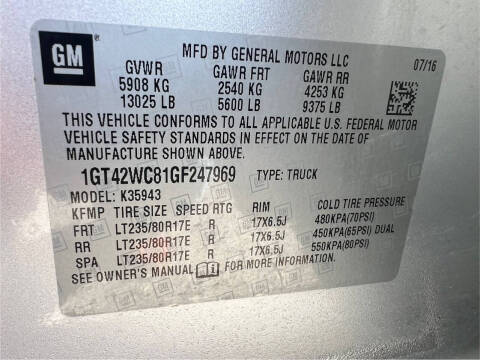 GM
MFD BY GENERAL MOTORS LLC 07/16
GVWR GAWR FRT GAWR RR
5908 KG 2540 KG 4253 KG
13025 LB 5600 LB 9375 LB
THIS VEHICLE CONFORMS TO ALL APPLICABLE U.S. FEDERAL MOTOR
VEHICLE SAFETY STANDARDS IN EFFECT ON THE DATE OF
MANUFACTURE SHOWN ABOVE.
1GT42WC81GF247969 TYPE: TRUCK
MODEL: K35943
KFMP TIRE SIZE SPEED RTG RIM COLD TIRE PRESSURE
FRT LT235/80R17E R 17X6.5J 480KPA(70PSI)
RR LT235/80R17E R 17X6.5J 450KPA(65PSI) DUAL
SPA LT235/80R17E R 17X6.5J 550KPA(80PSI)
SEE OWNER'S MANUAL FOR MORE INFORMATION.